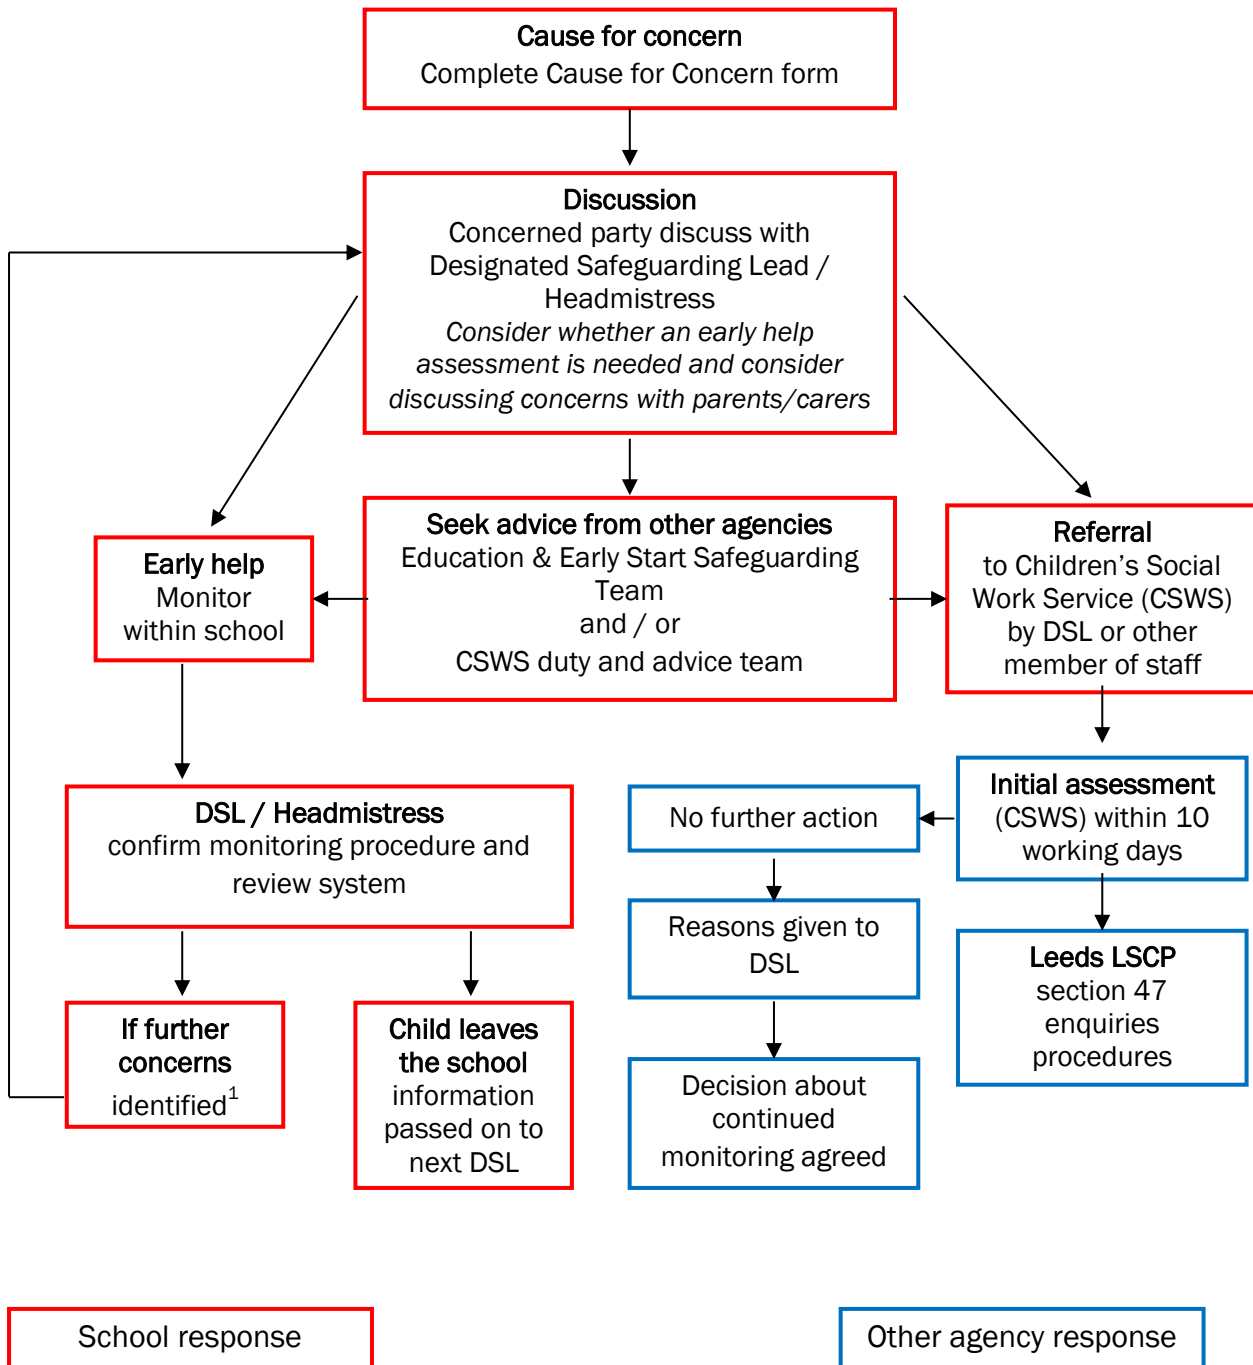 Cause for concern
Complete Cause for Concern form
Discussion
Concerned party discuss with
Designated Safeguarding Lead /
Headmistress
Consider whether an early help
assessment is needed and consider
discussing concerns with parents/carers
Seek advice from other agencies
Education & Early Start Safeguarding
Team
and / or
CSWS duty and advice team
Early help
Monitor
within school
Referral
to Children’s Social
Work Service (CSWS)
by DSL or other
member of staff
DSL / Headmistress
confirm monitoring procedure and
review system
No further action
Initial assessment
(CSWS) within 10
working days
Reasons given to
DSL
Leeds LSCP
section 47
enquiries
procedures
If further
concerns
identified¹
Child leaves
the school
information
passed on to
next DSL
Decision about
continued
monitoring agreed
School response
Other agency response